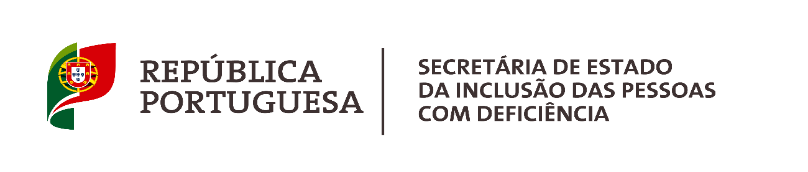 REPÚBLICA
PORTUGUESA
SECRETÁRIA DE ESTADO
DA INCLUSÃO DAS PESSOAS
COM DEFICIÊNCIA